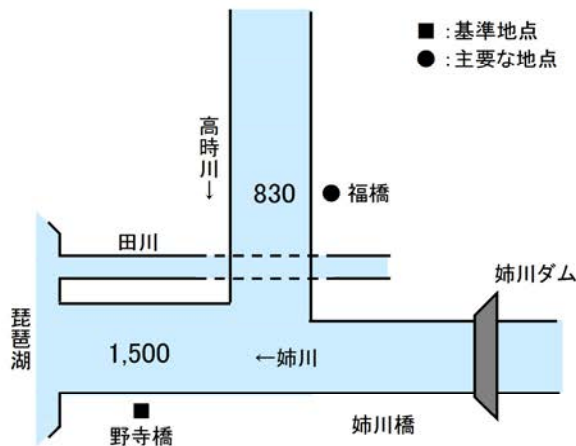 ■：基準地点
●：主要な地点
高時川
↓
830
●福橋
田川
姉川ダム
琵琶湖
1,500
←姉川
■
野寺橋
姉川橋